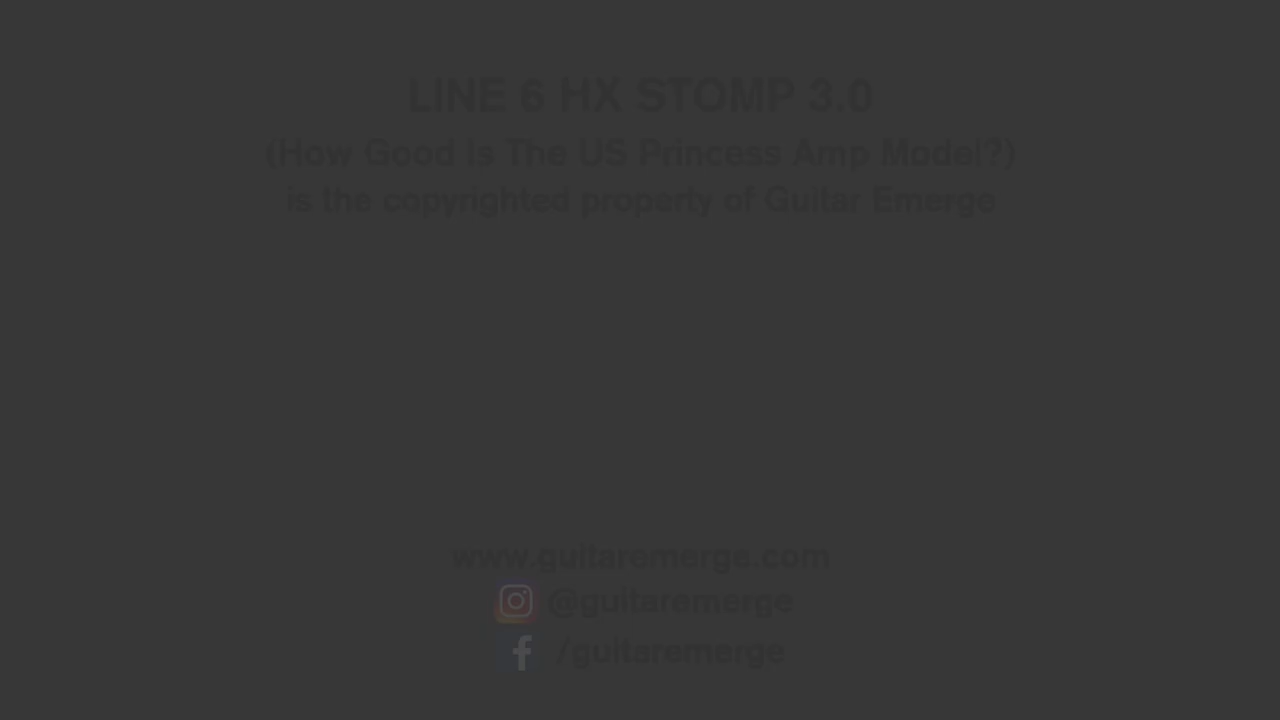 LINE 6 HX STOMP 3.0
(How Good Is The US Princess Amp Model?)
is the copyrighted property of Guitar Emerge
www.guitaremerge.com
@guitaremerge
/guitaremerge